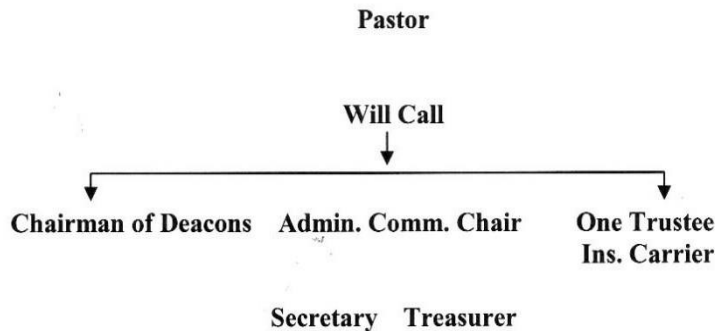 Pastor
Will Call
Chairman of Deacons Admin. Comm. Chair One Trustee
Ins. Carrier
Secretary Treasurer